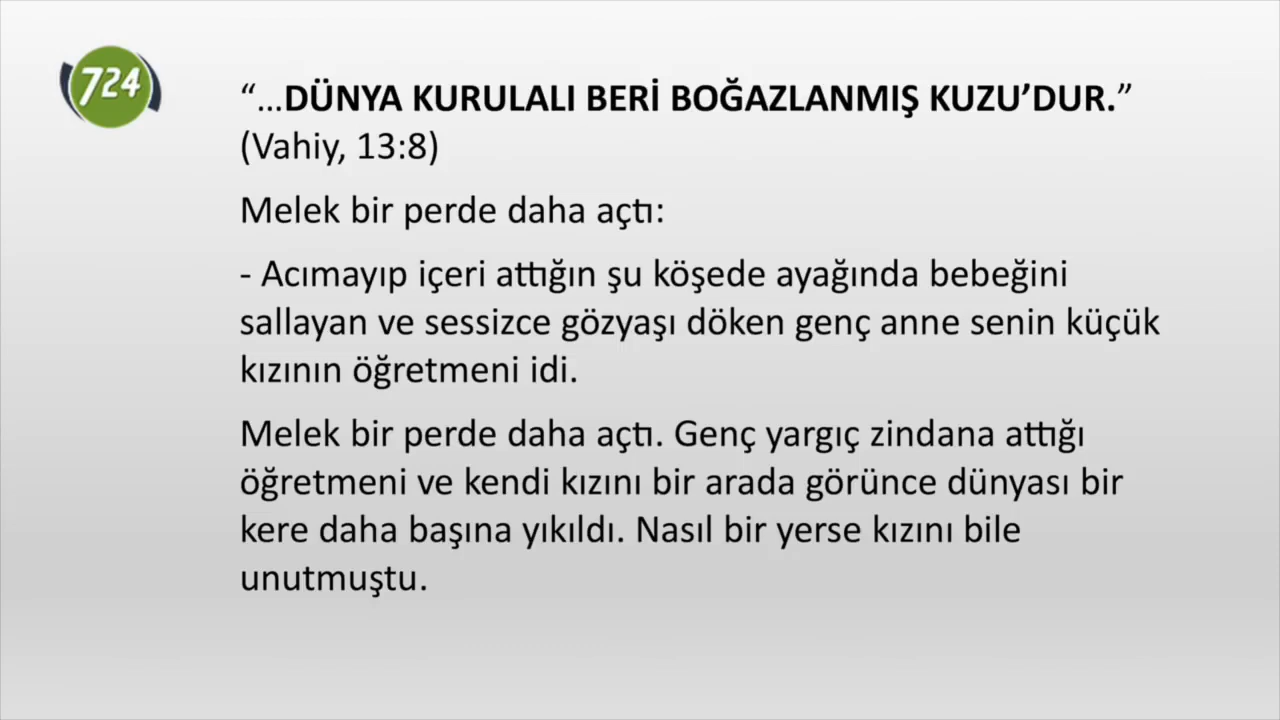 724
“...DÜNYA KURULALI BERİ BOĞAZLANMIŞ KUZU’DUR.”
(Vahiy, 13:8)
Melek bir perde daha açtı:
- Acımayıp içeri attığın şu köşede ayağında bebeğini
sallayan ve sessizce gözyaşı döken genç anne senin küçük
kızının öğretmeni idi.
Melek bir perde daha açtı. Genç yargıç zindana attığı
öğretmeni ve kendi kızını bir arada görünce dünyası bir
kere daha başına yıkıldı. Nasıl bir yerse kızını bile
unutmuştu.